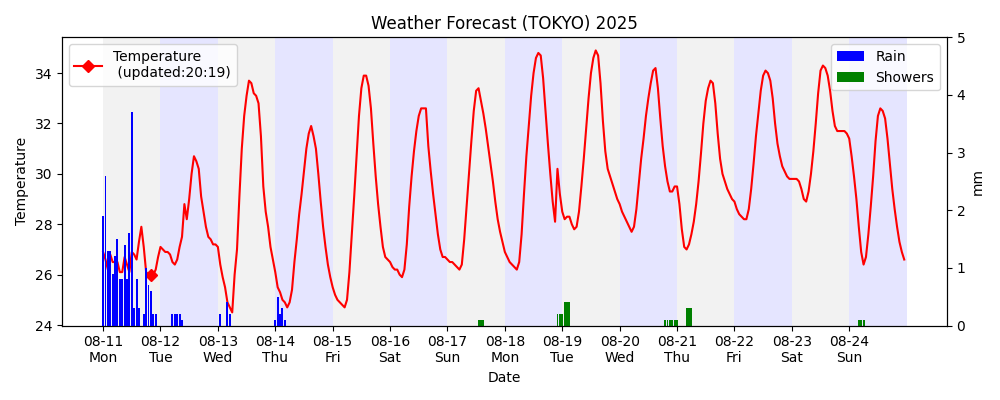 Weather Forecast (TOKYO) 2025
Temperature
(updated:20:19)
Rain
Showers
Temperature
34
32
30
28
26
24
5
4
3
2
1
0
mm
08-11 08-12 08-13 08-14 08-15 08-16 08-17 08-18 08-19 08-20 08-21 08-22 08-23 08-24
Mon Tue Wed Thu Fri Sat Sun Mon Tue Wed Thu Fri Sat Sun
Date